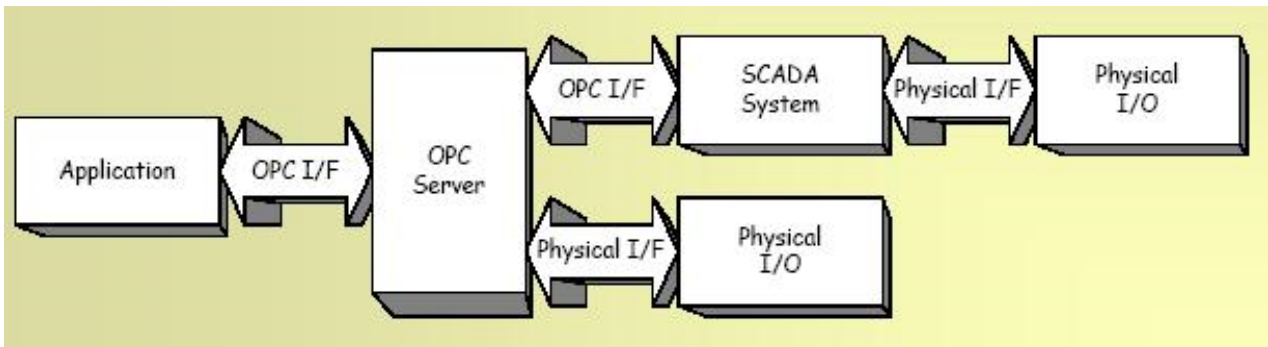 Application
OPC I/F
OPC
Server
OPC I/F
SCADA
System
Physical I/F
Physical
I/O
Physical I/F
Physical
I/O